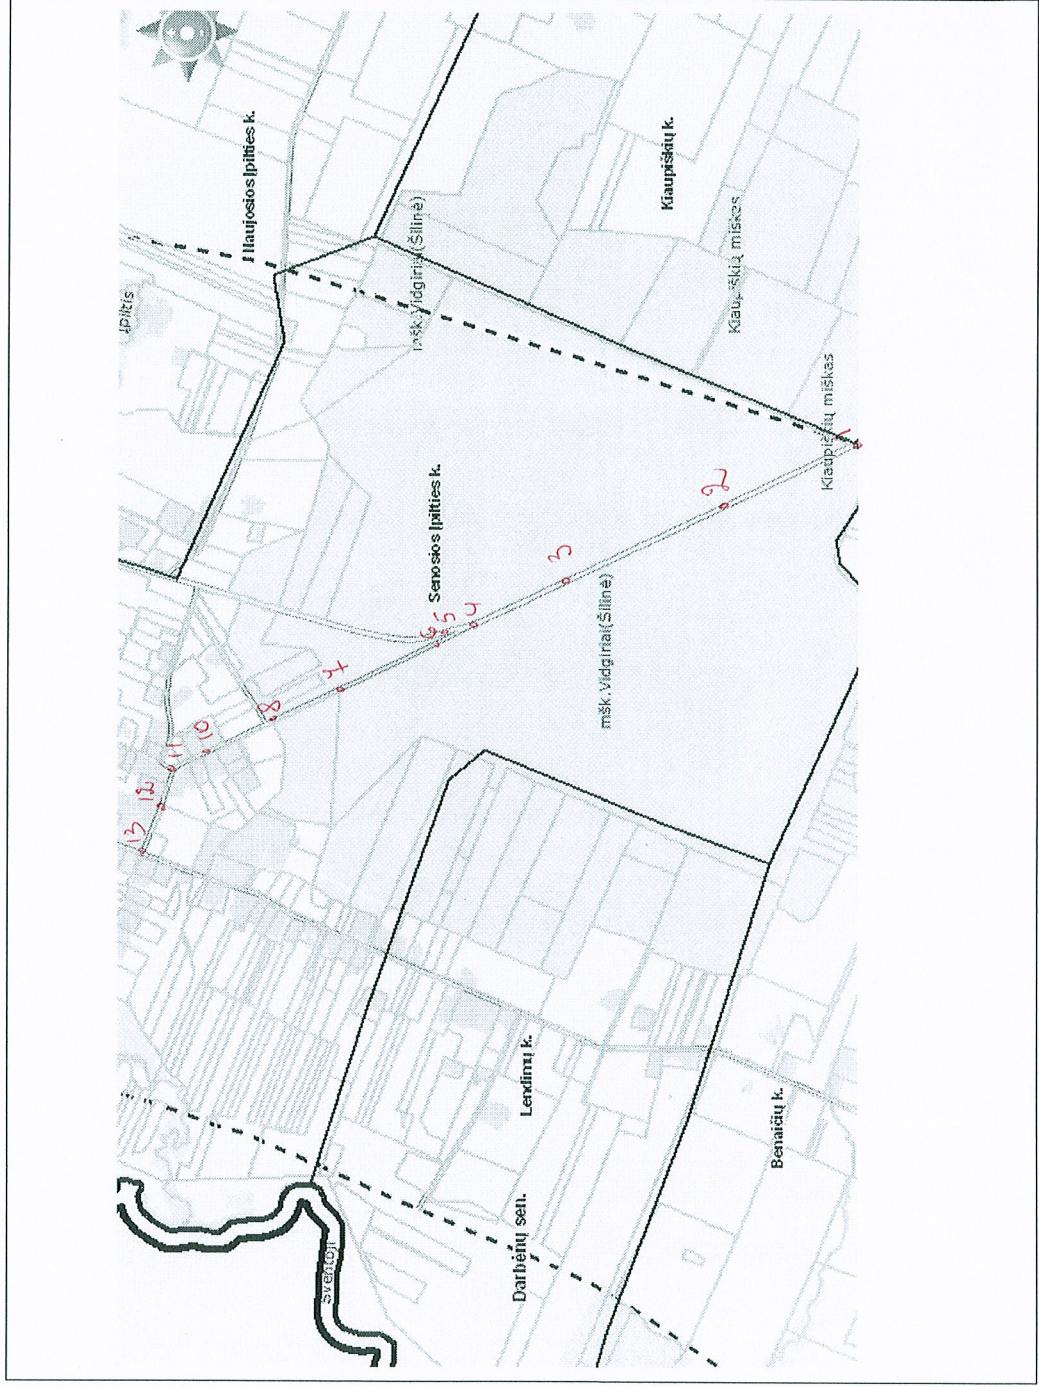 Naujosios Įpilties k.
Įpiltis
mšk.Vidgiriai(Šilinė)
Kiaupiškių k.
Kiaupiškių miškas
Kiaupiškių miškas
Senosios Įpilties k.
mšk.Vidgiriai(Šilinė)
1
2
3
4
5
6
7
8
10
11
12
13
Lendimų k.
Benaičių k.
Darbėnų sen.
Šventoji